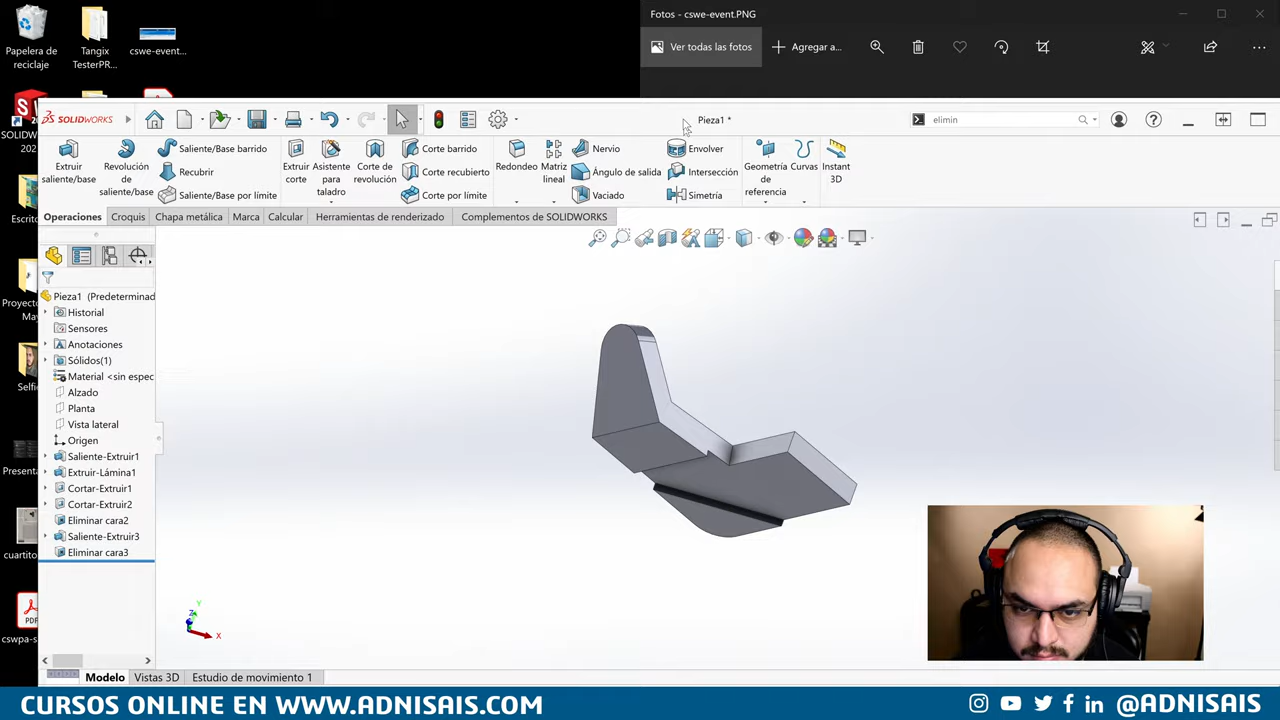 Papelera de
reciclaje
Tangix
TesterPR...
cswe-event...
Fotos - cswe-event.PNG
Ver todas las fotos
Agregar a...
SOLIDWORKS
Pieza1 *
elimin
Extruir
saliente/base
Revolución
de
saliente/base
Saliente/Base barrido
Recubrir
Saliente/Base por límite
Extruir
corte
Asistente
para
taladro
Corte de
revolución
Corte barrido
Corte recubierto
Corte por límite
Redondeo
Matriz
lineal
Nervio
Ángulo de salida
Vaciado
Envolver
Intersección
Simetría
Geometría
de
referencia
Curvas
Instant
3D
Operaciones
Croquis
Chapa metálica
Marca
Calcular
Herramientas de renderizado
Complementos de SOLIDWORKS
Pieza1 (Predeterminad
Historial
Sensores
Anotaciones
Sólidos(1)
Material <sin espec
Alzado
Planta
Vista lateral
Origen
Saliente-Extruir1
Extruir-Lámina1
Cortar-Extruir1
Cortar-Extruir2
Eliminar cara2
Saliente-Extruir3
Eliminar cara3
Y
Z
X
Modelo
Vistas 3D
Estudio de movimiento 1
PDF
CURSOS ONLINE EN WWW.ADNISAIS.COM
@ADNISAIS